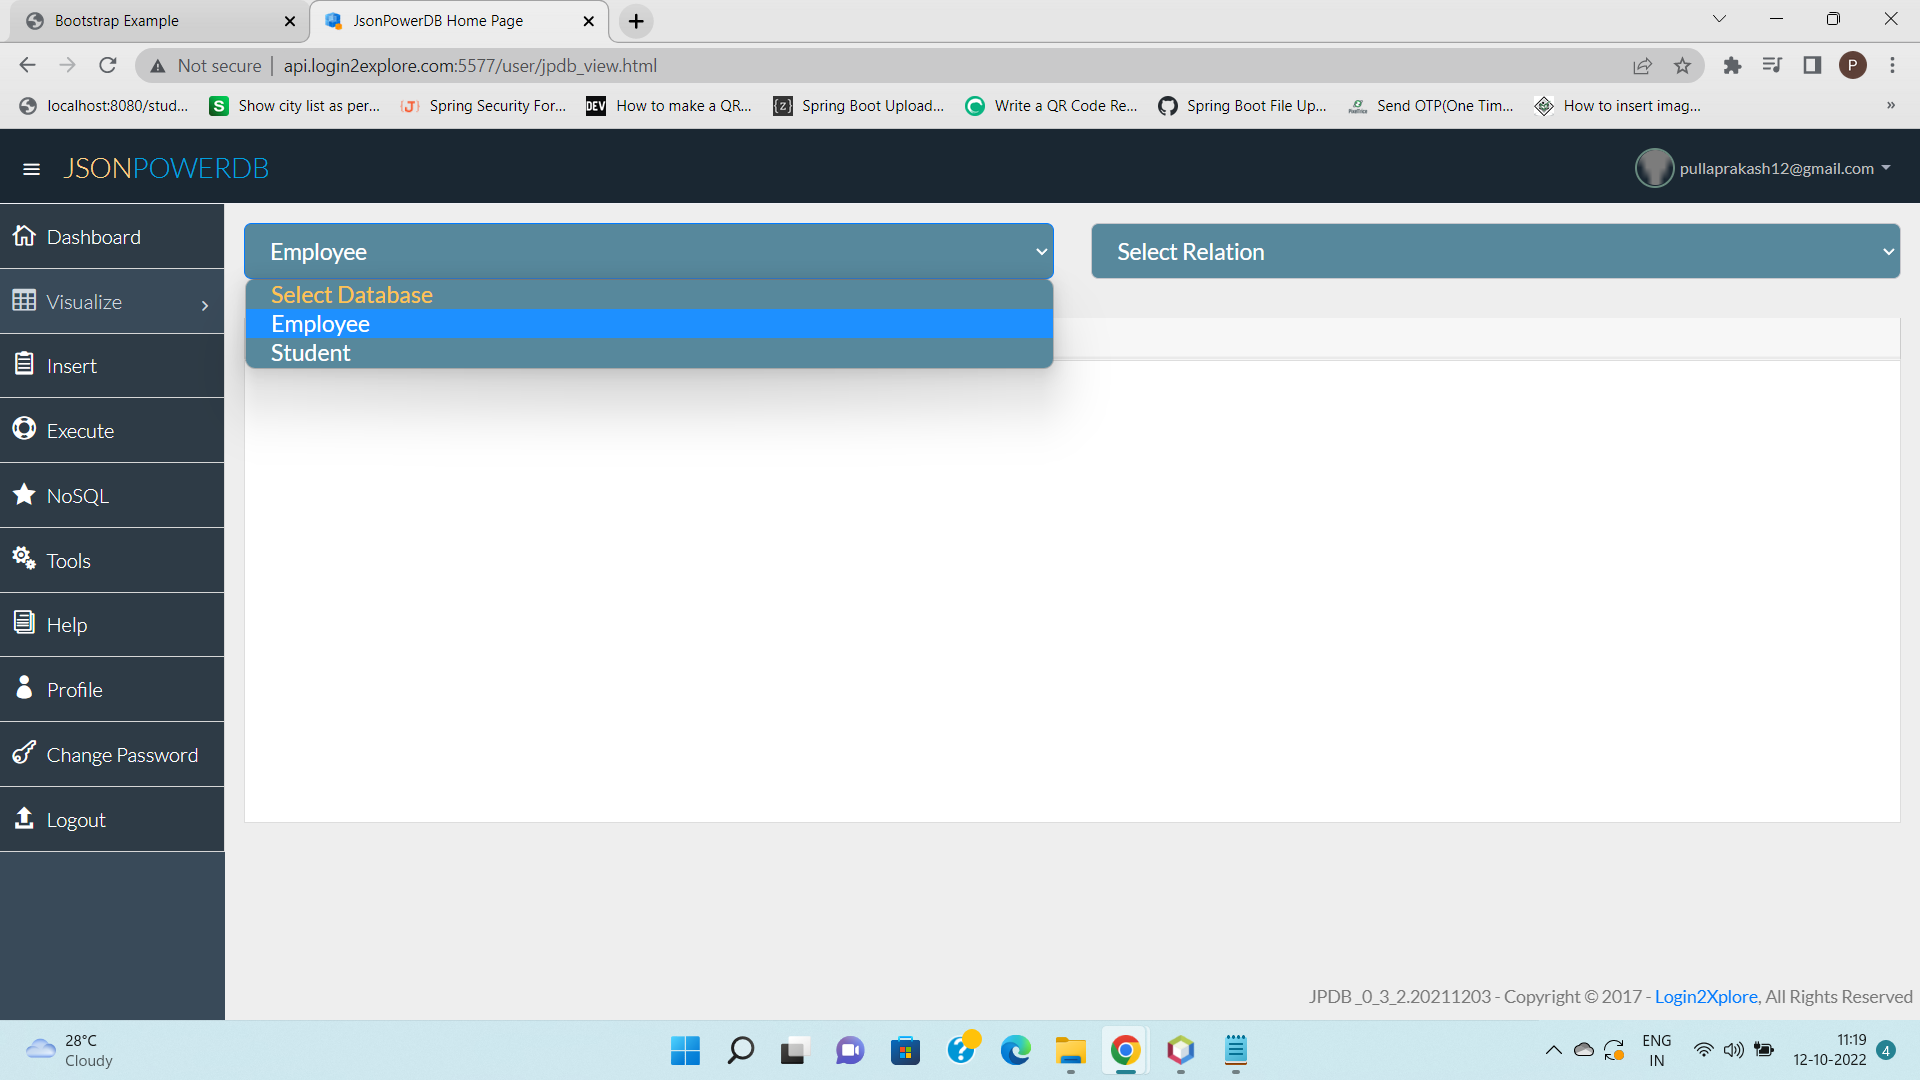 Bootstrap Example
JsonPowerDB Home Page
Not secure
api.login2explore.com:5577/user/jpdb_view.html
P
localhost:8080/stud...
S Show city list as per...
{J} Spring Security For...
DEV How to make a QR...
{z} Spring Boot Upload...
Write a QR Code Re...
Spring Boot File Up...
Send OTP(One Tim...
How to insert imag...
»
JSONPOWERDB
pullaprakash12@gmail.com
Dashboard
Visualize
Insert
Execute
NoSQL
Tools
Help
Profile
Change Password
Logout
Employee
Select Relation
Select Database
Employee
Student
JPDB_0_3_2.20211203 - Copyright © 2017 - Login2Xplore, All Rights Reserved
28°C
Cloudy
ENG
IN
11:19
12-10-2022
4